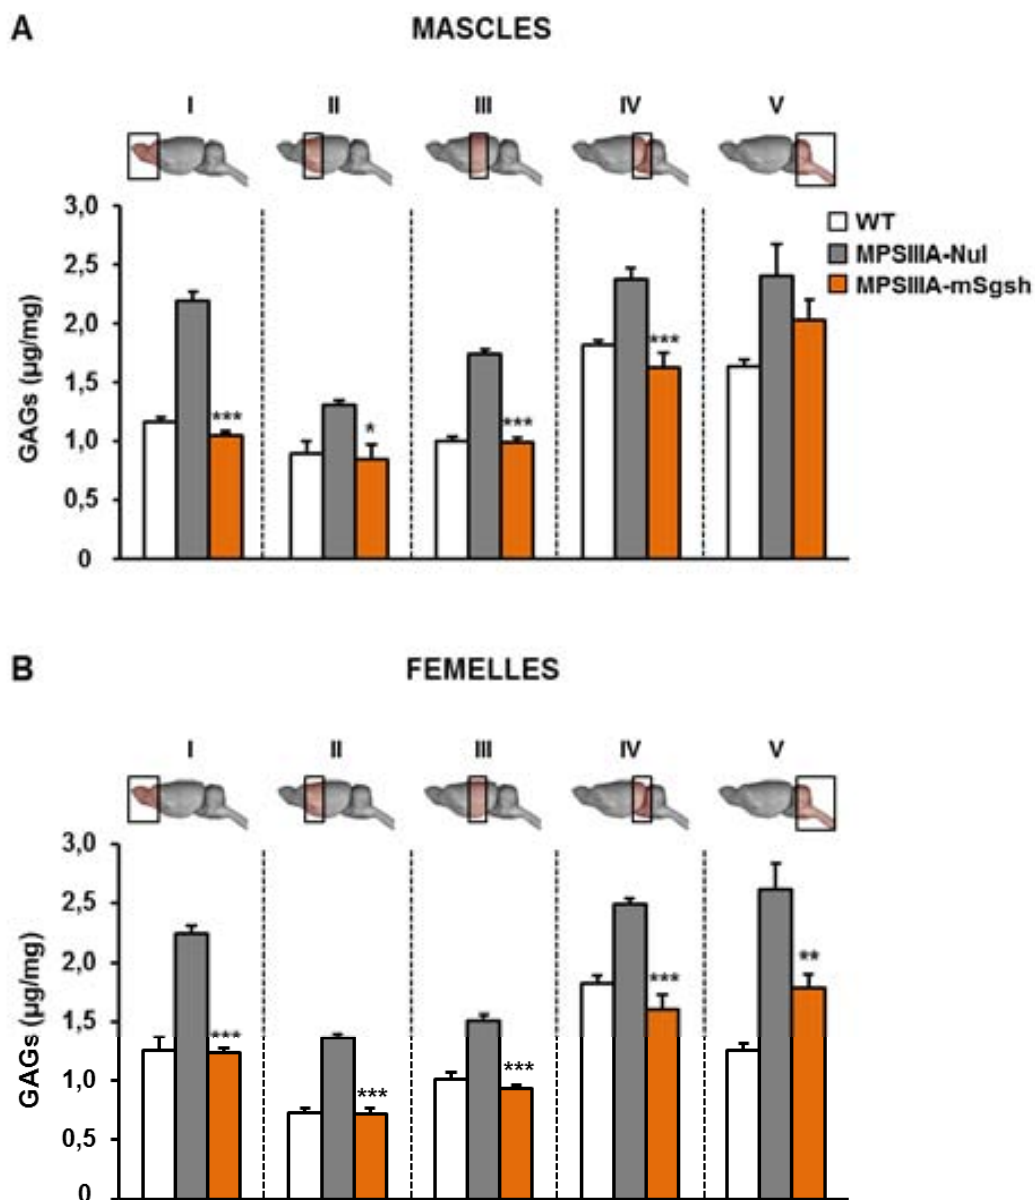 A
MASCLES
I II III IV V
3,0
2,5
2,0
1,5
1,0
0,5
0
GAGs (µg/mg)
WT
MPSIIIA-Nul
MPSIIIA-mSgsh
*** * *** ***
B
FEMELLES
I II III IV V
3,0
2,5
2,0
1,5
1,0
0,5
0
GAGs (µg/mg)
*** *** *** *** **